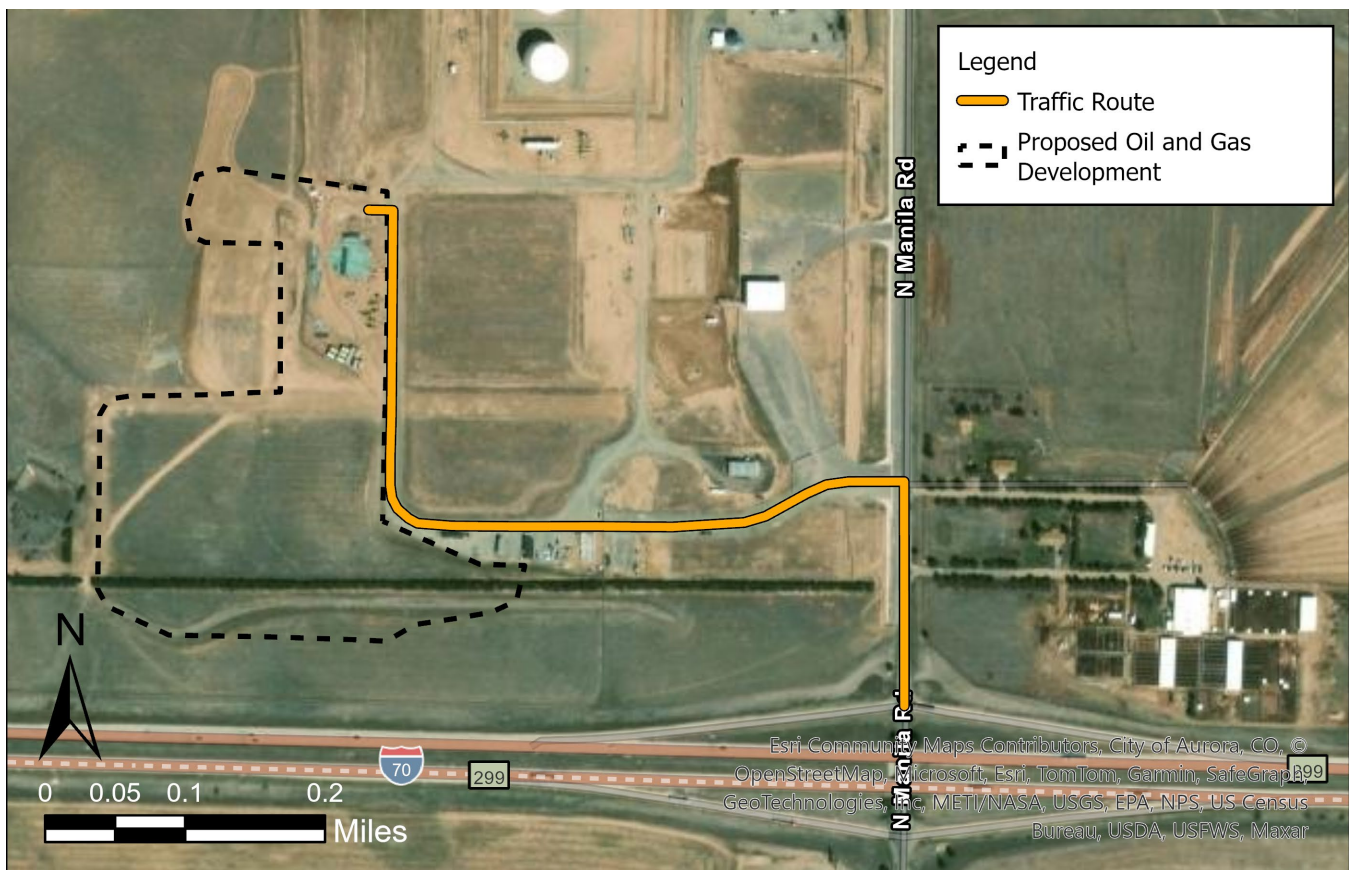 Legend
Traffic Route
Proposed Oil and Gas
Development
N Manila Rd
N
N Manila Rd
70
299
299
0 0.05 0.1 0.2
Miles
Esri Community Maps Contributors, City of Aurora, CO, ©
OpenStreetMap, Microsoft, Esri, TomTom, Garmin, SafeGraph,
GeoTechnologies, Inc, METI/NASA, USGS, EPA, NPS, US Census
Bureau, USDA, USFWS, Maxar